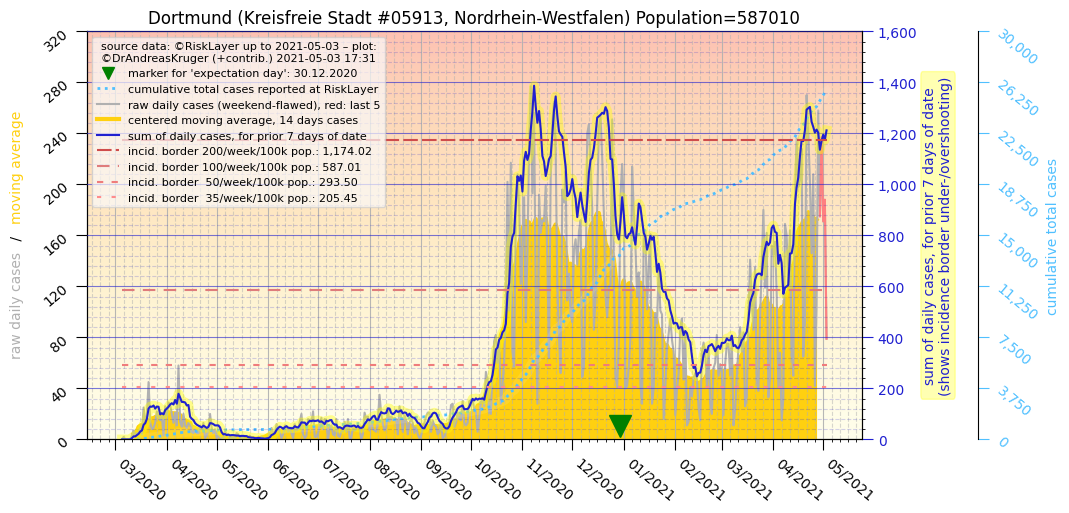 Dortmund (Kreisfreie Stadt #05913, Nordrhein-Westfalen) Population=587010
source data: ©RiskLayer up to 2021-05-03 – plot:
©DrAndreasKruger (+contrib.) 2021-05-03 17:31
marker for 'expectation day': 30.12.2020
cumulative total cases reported at RiskLayer
raw daily cases (weekend-flawed), red: last 5
centered moving average, 14 days cases
sum of daily cases, for prior 7 days of date
incid. border 200/week/100k pop.: 1,174.02
incid. border 100/week/100k pop.: 587.01
incid. border  50/week/100k pop.: 293.50
incid. border  35/week/100k pop.: 205.45
raw daily cases / moving average
320
280
240
200
160
120
80
40
0
03/2020
04/2020
05/2020
06/2020
07/2020
08/2020
09/2020
10/2020
11/2020
12/2020
01/2021
02/2021
03/2021
04/2021
05/2021
1,600
1,400
1,200
1,000
800
600
400
200
0
sum of daily cases, for prior 7 days of date
(shows incidence border under-/overshooting)
30,000
26,250
22,500
18,750
15,000
11,250
7,500
3,750
0
cumulative total cases